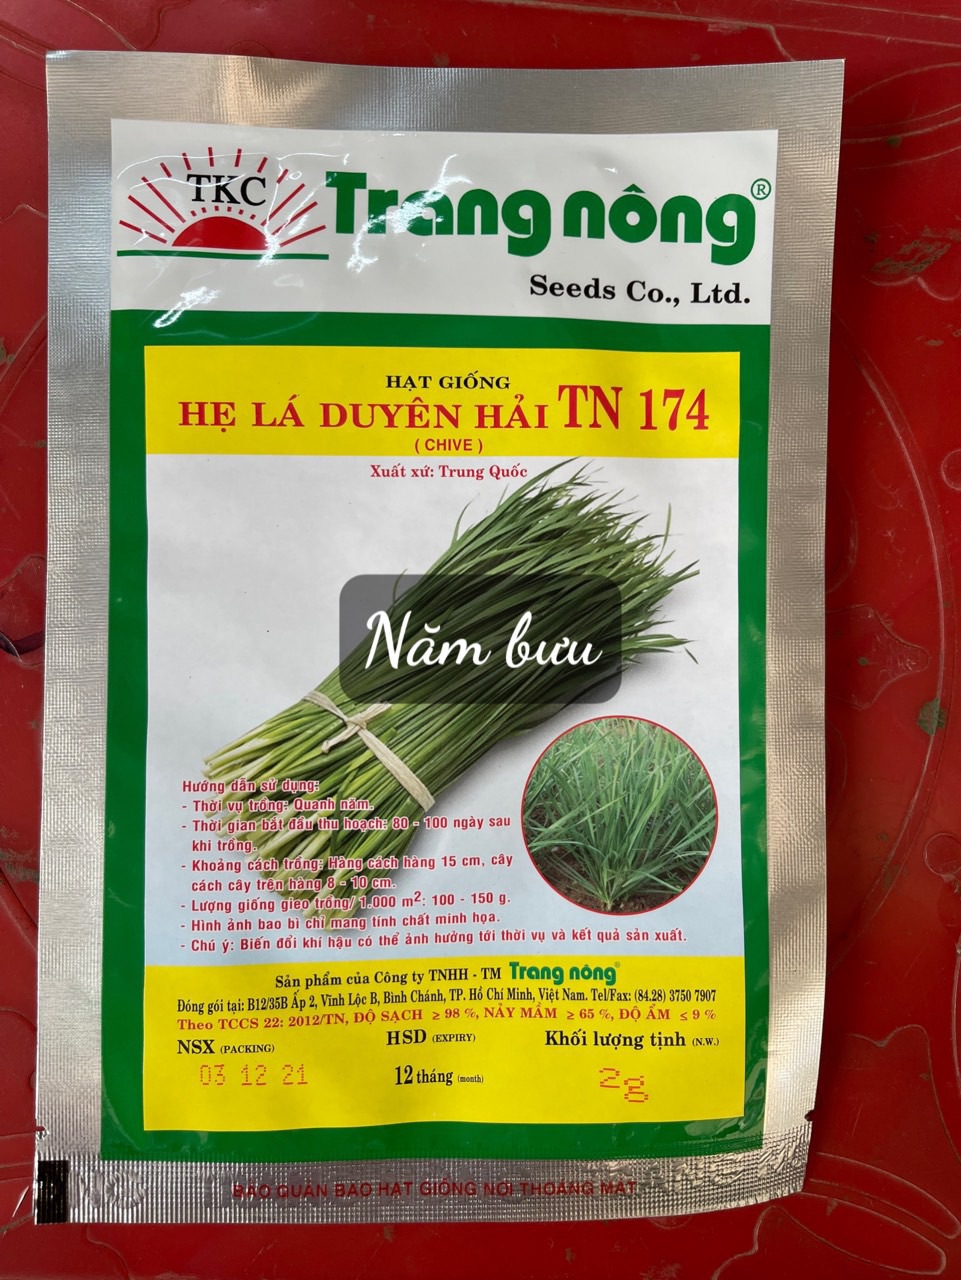 TKC
Trang nông®
Seeds Co., Ltd.
HẠT GIỐNG
HẸ LÁ DUYÊN HẢI TN 174
( CHIVE )
Xuất xứ: Trung Quốc
Năm bưu
Hướng dẫn sử dụng:
- Thời vụ trồng: Quanh năm.
- Thời gian bắt đầu thu hoạch: 80 - 100 ngày sau
khi trồng.
- Khoảng cách trồng: Hàng cách hàng 15 cm, cây
cách cây trên hàng 8 - 10 cm.
- Lượng giống gieo trồng/ 1.000 m²: 100 - 150 g.
- Hình ảnh bao bì chỉ mang tính chất minh họa.
- Chú ý: Biến đổi khí hậu có thể ảnh hưởng tới thời vụ và kết quả sản xuất.
Sản phẩm của Công ty TNHH - TM Trang nông®
Đóng gói tại: B12/35B Ấp 2, Vĩnh Lộc B, Bình Chánh, TP. Hồ Chí Minh, Việt Nam. Tel/Fax: (84.28) 3750 7907
Theo TCCS 22: 2012/TN, ĐỘ SẠCH ≥ 98 %, NẢY MẦM ≥ 65 %, ĐỘ ẨM ≤ 9 %
NSX (PACKING) HSD (EXPIRY) Khối lượng tịnh (N.W.)
03 12 21 12 tháng (month) 2g
BẢO QUẢN BAO HẠT GIỐNG NƠI THOÁNG MÁT